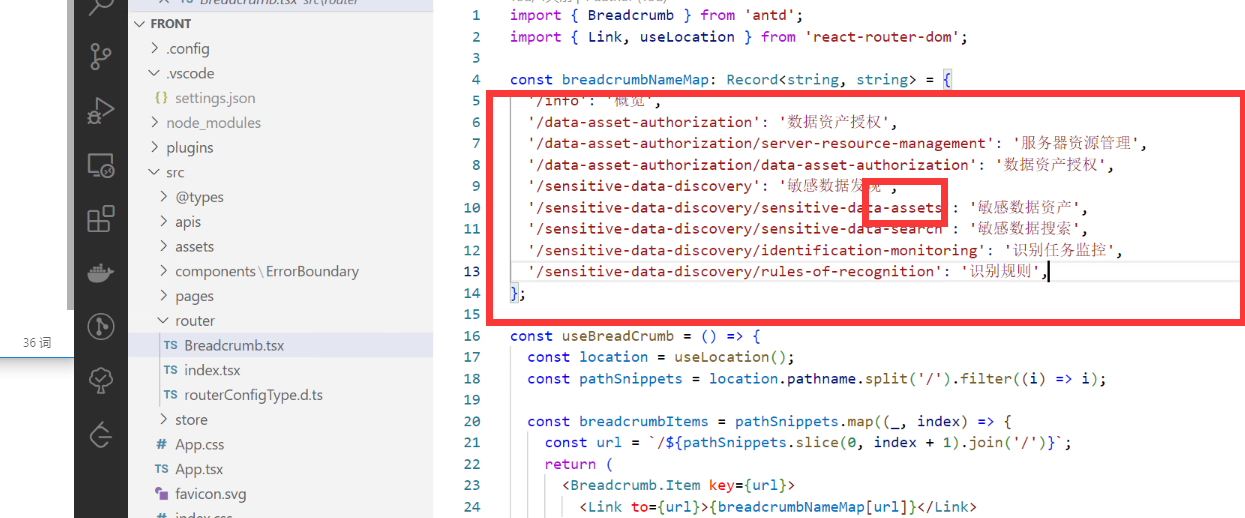 Breadcrumb.tsx src\router
FRONT
.config
.vscode
{} settings.json
node_modules
plugins
src
@types
apis
assets
components\ErrorBoundary
pages
router
TS Breadcrumb.tsx
TS index.tsx
TS routerConfigType.d.ts
store
# App.css
TS App.tsx
favicon.svg
# index.css
36 词
1 import { Breadcrumb } from 'antd';
2 import { Link, useLocation } from 'react-router-dom';
3
4 const breadcrumbNameMap: Record<string, string> = {
5 '/info': '概览',
6 '/data-asset-authorization': '数据资产授权',
7 '/data-asset-authorization/server-resource-management': '服务器资源管理',
8 '/data-asset-authorization/data-asset-authorization': '数据资产授权',
9 '/sensitive-data-discovery': '敏感数据发现',
10 '/sensitive-data-discovery/sensitive-data-assets': '敏感数据资产',
11 '/sensitive-data-discovery/sensitive-data-search': '敏感数据搜索',
12 '/sensitive-data-discovery/identification-monitoring': '识别任务监控',
13 '/sensitive-data-discovery/rules-of-recognition': '识别规则',
14 };
15
16 const useBreadCrumb = () => {
17 const location = useLocation();
18 const pathSnippets = location.pathname.split('/').filter((i) => i);
19
20 const breadcrumbItems = pathSnippets.map((_, index) => {
21 const url = `/${pathSnippets.slice(0, index + 1).join('/')}`;
22 return (
23 <Breadcrumb.Item key={url}>
24 <Link to={url}>{breadcrumbNameMap[url]}</Link>